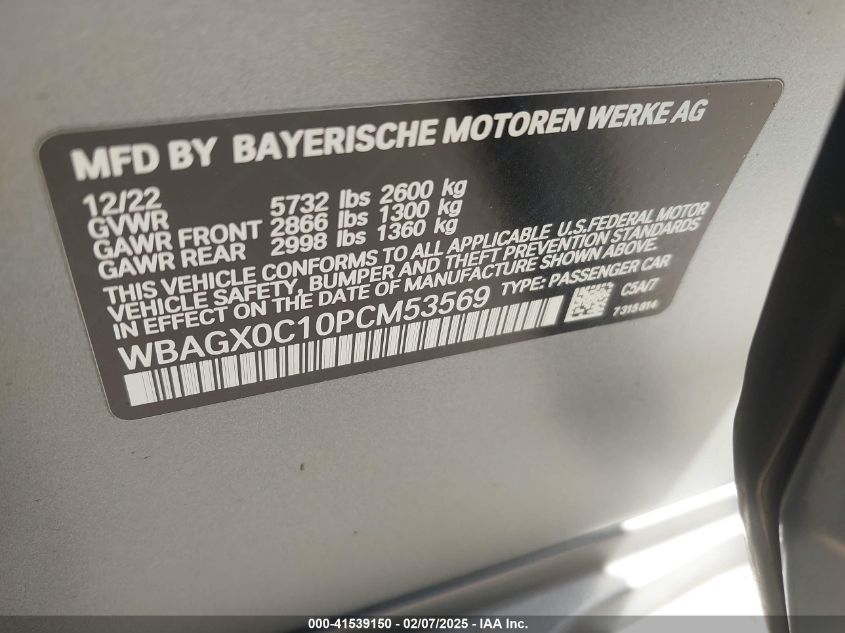 MFD BY BAYERISCHE MOTOREN WERKE AG
12/22
GVWR 5732 lbs 2600 kg
GAWR FRONT 2866 lbs 1300 kg
GAWR REAR 2998 lbs 1360 kg
THIS VEHICLE CONFORMS TO ALL APPLICABLE U.S.FEDERAL MOTOR
VEHICLE SAFETY, BUMPER AND THEFT PREVENTION STANDARDS
IN EFFECT ON THE DATE OF MANUFACTURE SHOWN ABOVE.
WBAGX0C10PCM53569 TYPE: PASSENGER CAR
C5A/7
7315814
000-41539150 - 02/07/2025 - IAA Inc.